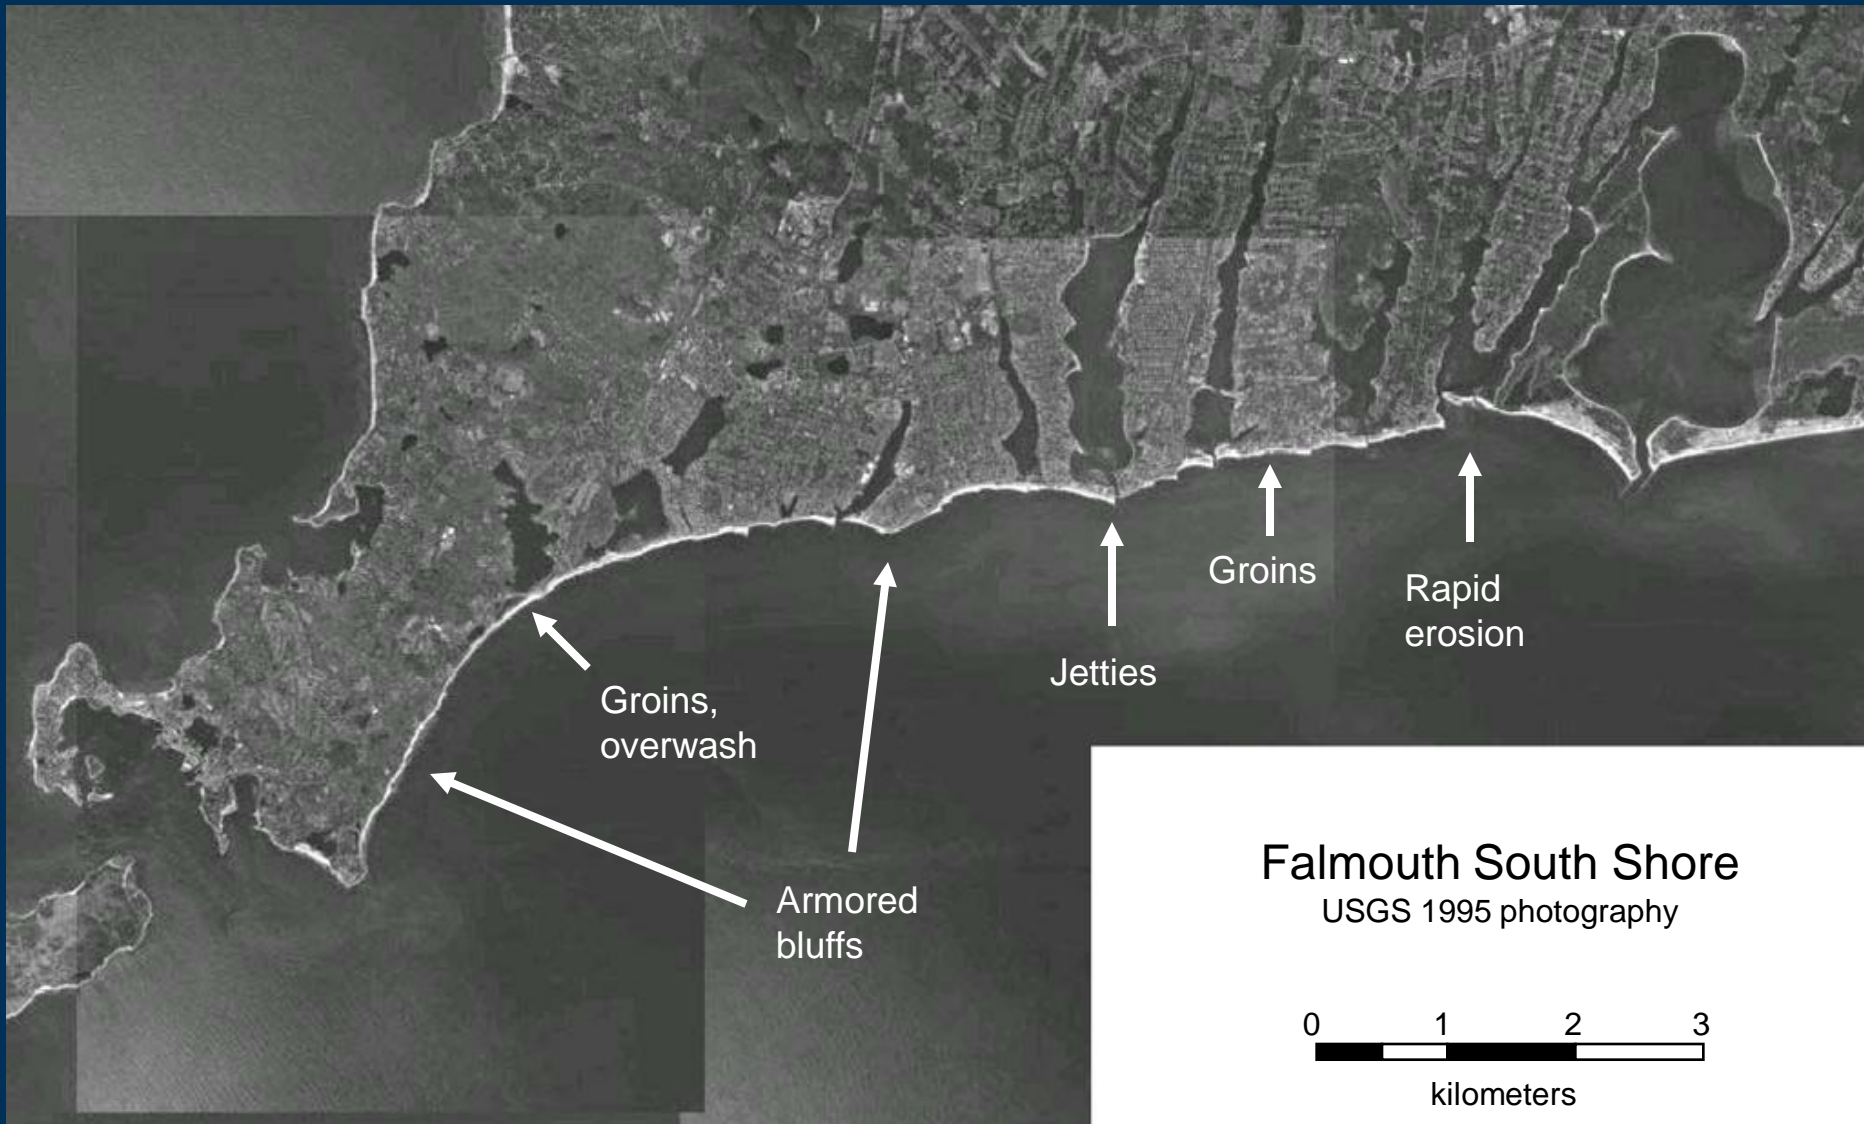 Groins
Rapid
erosion
Jetties
Groins,
overwash
Armored
bluffs
Falmouth South Shore
USGS 1995 photography
0 1 2 3
kilometers